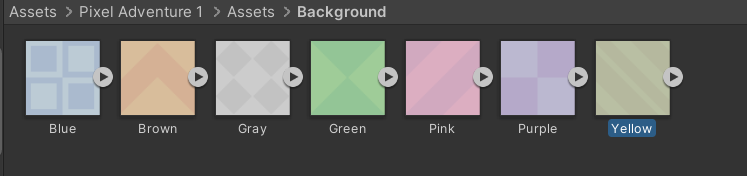 Assets > Pixel Adventure 1 > Assets > Background
Blue Brown Gray Green Pink Purple Yellow